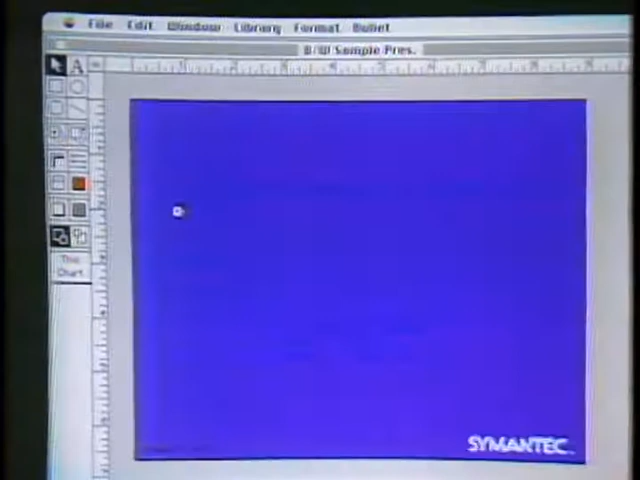 File Edit Window Library Format Bullet
B/W Sample Pres.
A
Title
Chart
SYMANTEC.